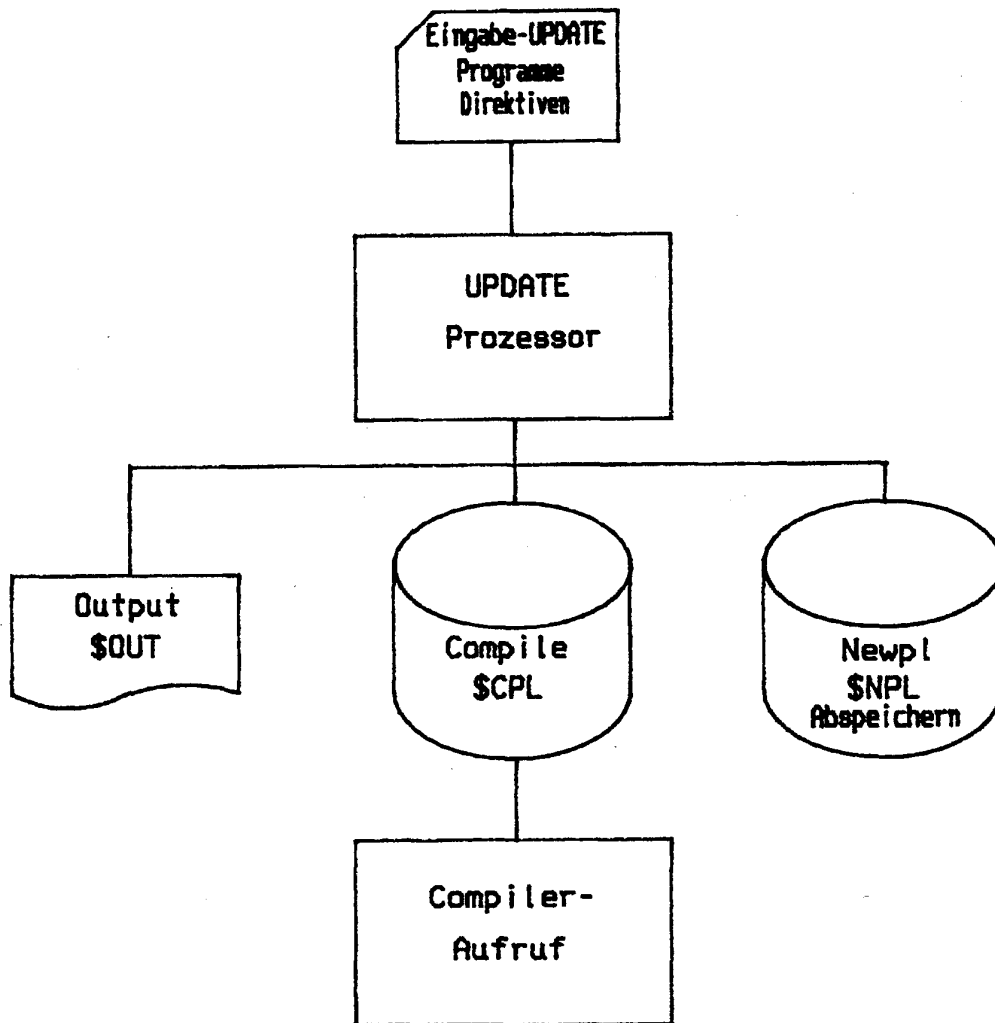 Eingabe-UPDATE
Programme
Direktiven
UPDATE
Prozessor
Output
$OUT
Compile
$CPL
Newpl
$NPL
Abspeichern
Compiler-
Aufruf